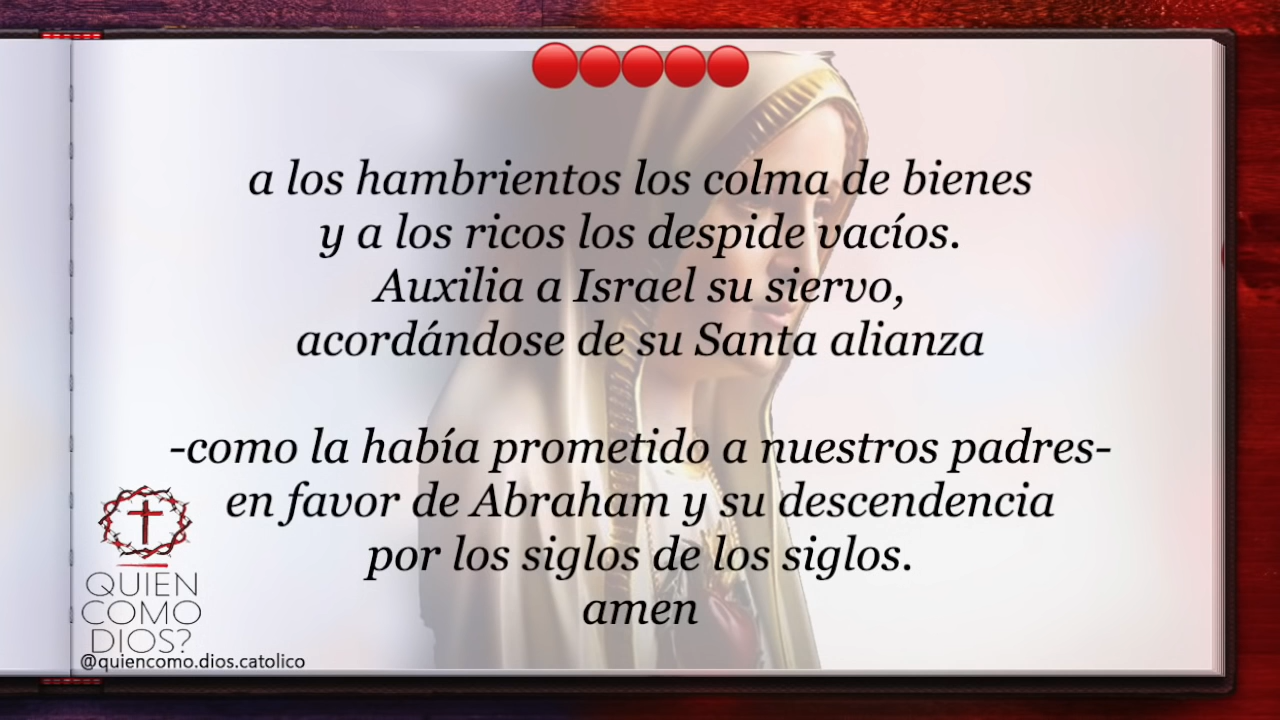 a los hambrientos los colma de bienes
y a los ricos los despide vacíos.
Auxilia a Israel su siervo,
acordándose de su Santa alianza
-como la había prometido a nuestros padres-
en favor de Abraham y su descendencia
por los siglos de los siglos.
amen
QUIEN
COMO
DIOS?
@quiencomo.dios.catolico